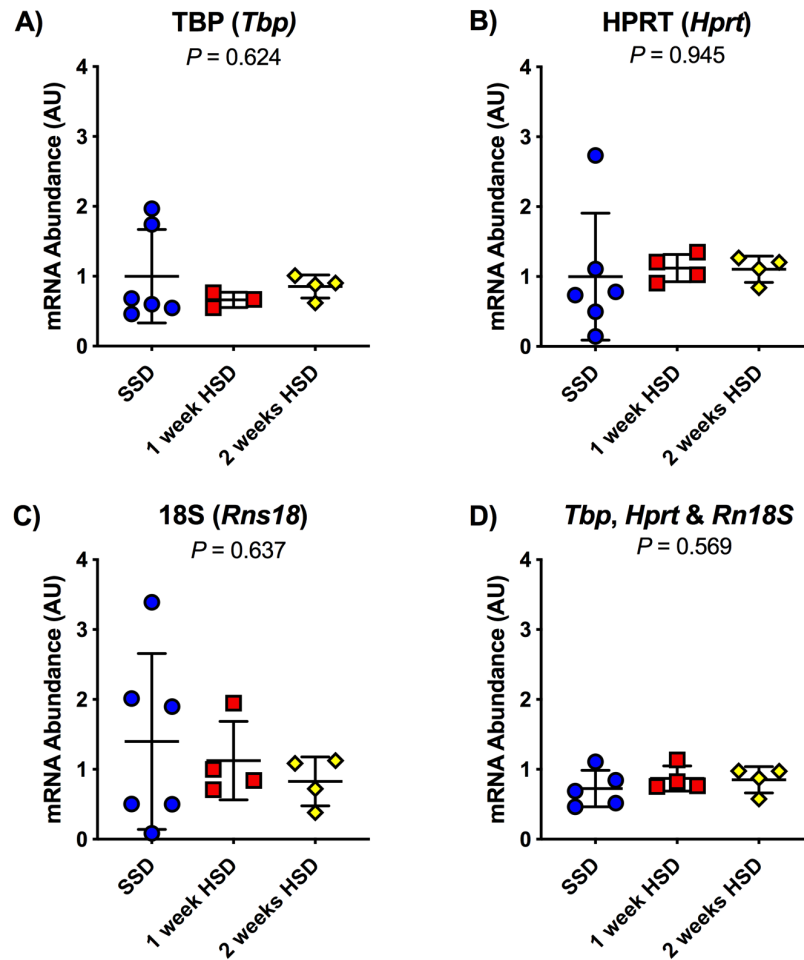 A) TBP (Tbp)
P = 0.624
mRNA Abundance (AU)
4
3
2
1
0
SSD
1 week HSD
2 weeks HSD
B) HPRT (Hprt)
P = 0.945
mRNA Abundance (AU)
4
3
2
1
0
SSD
1 week HSD
2 weeks HSD
C) 18S (Rns18)
P = 0.637
mRNA Abundance (AU)
4
3
2
1
0
SSD
1 week HSD
2 weeks HSD
D) Tbp, Hprt & Rn18S
P = 0.569
mRNA Abundance (AU)
4
3
2
1
0
SSD
1 week HSD
2 weeks HSD